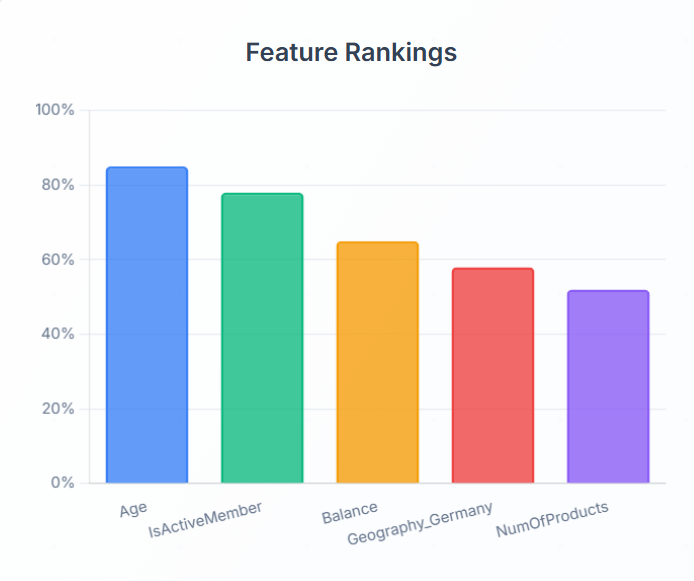 Feature Rankings
100%
80%
60%
40%
20%
0%
Age
IsActiveMember
Balance
Geography_Germany
NumOfProducts